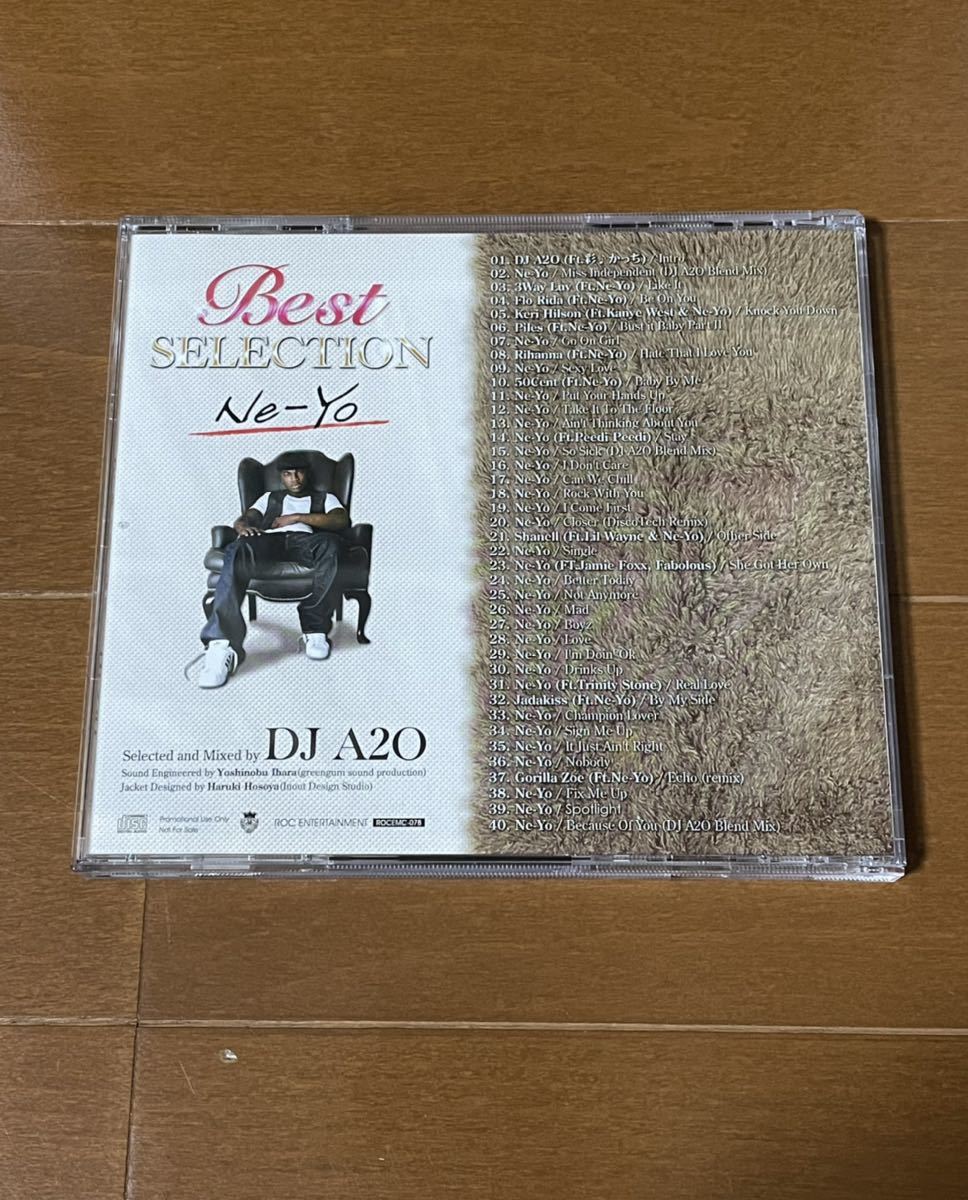 Best
SELECTION
Ne-Yo
Selected and Mixed by DJ A2O
Sound Engineered by Yoshinobu Ihara(greengum sound production)
Jacket Designed by Haruki Hosoya(Inout Design Studio)
Promotional Use Only
Not For Sale
ROC ENTERTAINMENT ROCEMC-078
01. DJ A2O (Ft.彩，かっち) / Intro
02. Ne-Yo / Miss Independent (DJ A2O Blend Mix)
03. 3Way Luv (Ft.Ne-Yo) / Like It
04. Flo Rida (Ft.Ne-Yo) / Be On You
05. Keri Hilson (Ft.Kanye West & Ne-Yo) / Knock You Down
06. Plies (Ft.Ne-Yo) / Bust it Baby Part II
07. Ne-Yo / Go On Girl
08. Rihanna (Ft.Ne-Yo) / Hate That I Love You
09. Ne-Yo / Sexy Love
10. 50Cent (Ft.Ne-Yo) / Baby By Me
11. Ne-Yo / Put Your Hands Up
12. Ne-Yo / Take It To The Floor
13. Ne-Yo / Ain't Thinking About You
14. Ne-Yo (Ft.Peedi Peedi) / Stay
15. Ne-Yo / So Sick (DJ A2O Blend Mix)
16. Ne-Yo / I Don't Care
17. Ne-Yo / Can We Chill
18. Ne-Yo / Rock With You
19. Ne-Yo / I Come First
20. Ne-Yo / Closer (DiscoTech Remix)
21. Shanell (Ft.Lil Wayne & Ne-Yo) / Other Side
22. Ne-Yo / Single
23. Ne-Yo (FT.Jamie Foxx, Fabolous) / She Got Her Own
24. Ne-Yo / Better Today
25. Ne-Yo / Not Anymore
26. Ne-Yo / Mad
27. Ne-Yo / Boyz
28. Ne-Yo / Love
29. Ne-Yo / I'm Doin' Ok
30. Ne-Yo / Drinks Up
31. Ne-Yo (Ft.Trinity Stone) / Real Love
32. Jadakiss (Ft.Ne-Yo) / By My Side
33. Ne-Yo / Champion Lover
34. Ne-Yo / Sign Me Up
35. Ne-Yo / It Just Ain't Right
36. Ne-Yo / Nobody
37. Gorilla Zoe (Ft.Ne-Yo) / Echo (remix)
38. Ne-Yo / Fix Me Up
39. Ne-Yo / Spotlight
40. Ne-Yo / Because Of You (DJ A2O Blend Mix)